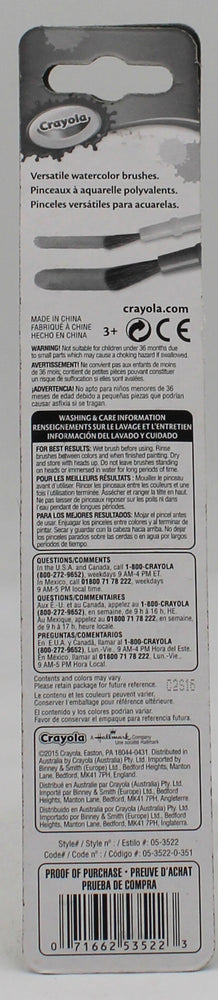 Crayola
Versatile watercolor brushes.
Pinceaux à aquarelle polyvalents.
Pinceles versátiles para acuarelas.
crayola.com
MADE IN CHINA
FABRIQUÉ À CHINE
HECHO EN CHINA
3+
CE
WARNING! Not suitable for children under 36 months due
to small parts which may cause a choking hazard if swallowed.
AVERTISSEMENT! Ne convient pas aux enfants de moins
de 36 mois; contient de petites pièces pouvant constituer
un risque de suffocation si elles sont avalées.
¡ADVERTENCIA! No apto para niños menores de 36
meses de edad debido a pequeñas piezas que podrían
causar asfixia si se tragan.
WASHING & CARE INFORMATION
RENSEIGNEMENTS SUR LE LAVAGE ET L'ENTRETIEN
INFORMACIÓN DEL LAVADO Y CUIDADO
FOR BEST RESULTS: Wet brush before using. Rinse
brushes between colors and when finished painting. Dry
and store with heads up. Do not leave brushes standing
on heads or immersed in water for long periods of time.
POUR LES MEILLEURS RÉSULTATS : Mouiller le pinceau
avant d'utiliser. Rincer les pinceaux entre les couleurs et une
fois l'utilisation terminée. Assécher et ranger la tête en haut.
Ne pas laisser de pinceaux reposer sur les poils ni dans
l'eau pendant de longues périodes.
PARA LOS MEJORES RESULTADOS: Mojar el pincel antes
de usar. Enjuagar los pinceles entre colores y al terminar de
pintar. Secar y guardar con la cabeza hacia arriba. No dejar
los pinceles parados sobre las cerdas o en agua por largos
períodos de tiempo.
QUESTIONS/COMMENTS
In the U.S.A. and Canada, call 1-800-CRAYOLA
(800-272-9652), weekdays 9 AM-4 PM ET.
In Mexico, call 01800 71 78 222, weekdays
9 AM-5 PM local time.
QUESTIONS/COMMENTAIRES
Aux É.-U. et au Canada, appelez au 1-800-CRAYOLA
(800-272-9652), en semaine, de 9 h à 16 h, HE.
Au Mexique, appelez au 01800 71 78 222, en semaine,
de 9 h à 17 h, heure locale.
PREGUNTAS/COMENTARIOS
En E.U.A. y Canadá, llamar al 1-800-CRAYOLA
(800-272-9652), Lun.-Vie., 9 AM-4 PM Hora del Este.
En México, llamar al 01800 71 78 222, Lun.-Vie.,
9 AM-5 PM Hora Local.
Contents and colors may vary.
Please retain package for future reference.
Le contenu et les couleurs peuvent varier.
Conserver l'emballage pour référence ultérieure.
El contenido y los colores podrían variar.
Favor de conservar el empaque para referencia futura.
Crayola
A Hallmark Company
Une société Hallmark
©2015 Crayola, Easton, PA 18044-0431 Distributed in
Australia by Crayola (Australia) Pty. Ltd. Imported by
Binney & Smith (Europe) Ltd., Bedford Heights, Manton
Lane, Bedford, MK41 7PH, England.
Distribué en Australie par Crayola (Australia) Pty. Ltd.
Importé par Binney & Smith (Europe) Ltd., Bedford
Heights, Manton Lane, Bedford, MK41 7PH, Angleterre.
Distribuido en Australia por Crayola (Australia) Pty. Ltd.
Importado por Binney & Smith (Europe) Ltd., Bedford
Heights, Manton Lane, Bedford, MK41 7PH, Inglaterra.
Style# / Style n° : / Estilo #: 05-3522
Code# / Code n° : / Código #: 05-3522-0-351
PROOF OF PURCHASE • PREUVE D'ACHAT
PRUEBA DE COMPRA
0 71662 53522 3